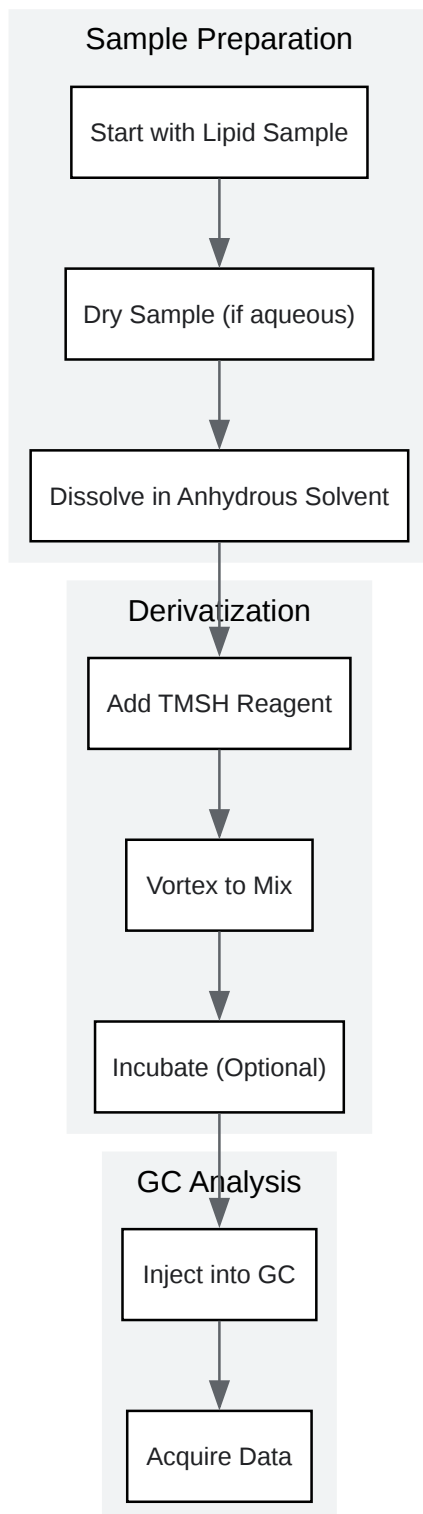 Sample Preparation
Start with Lipid Sample
Dry Sample (if aqueous)
Dissolve in Anhydrous Solvent
Derivatization
Add TMSH Reagent
Vortex to Mix
Incubate (Optional)
GC Analysis
Inject into GC
Acquire Data